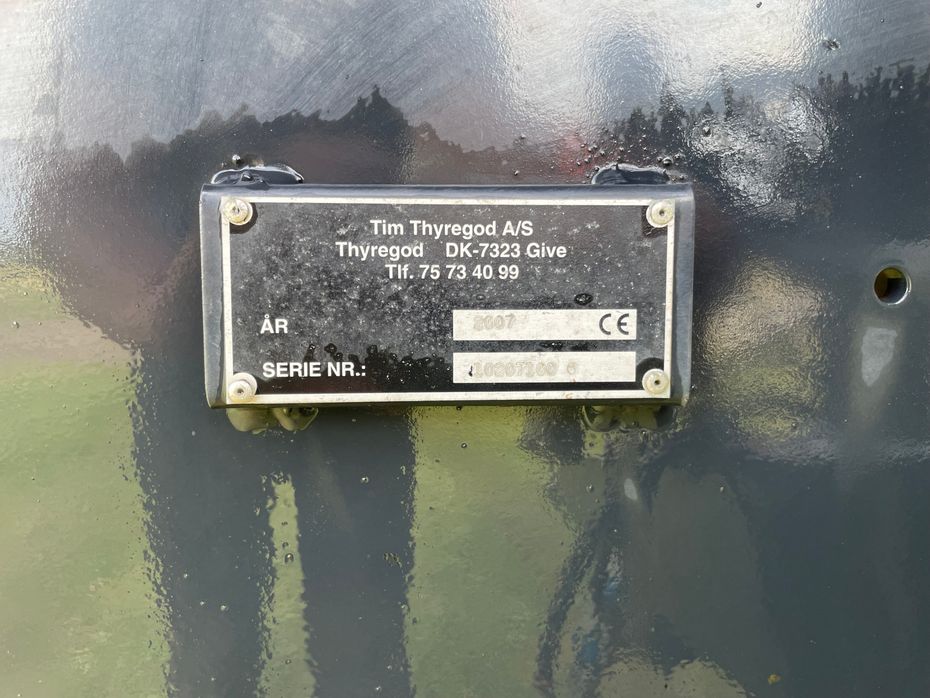 Tim Thyregod A/S
Thyregod DK-7323 Give
Tlf. 75 73 40 99
ÅR 2007 CE
SERIE NR.: